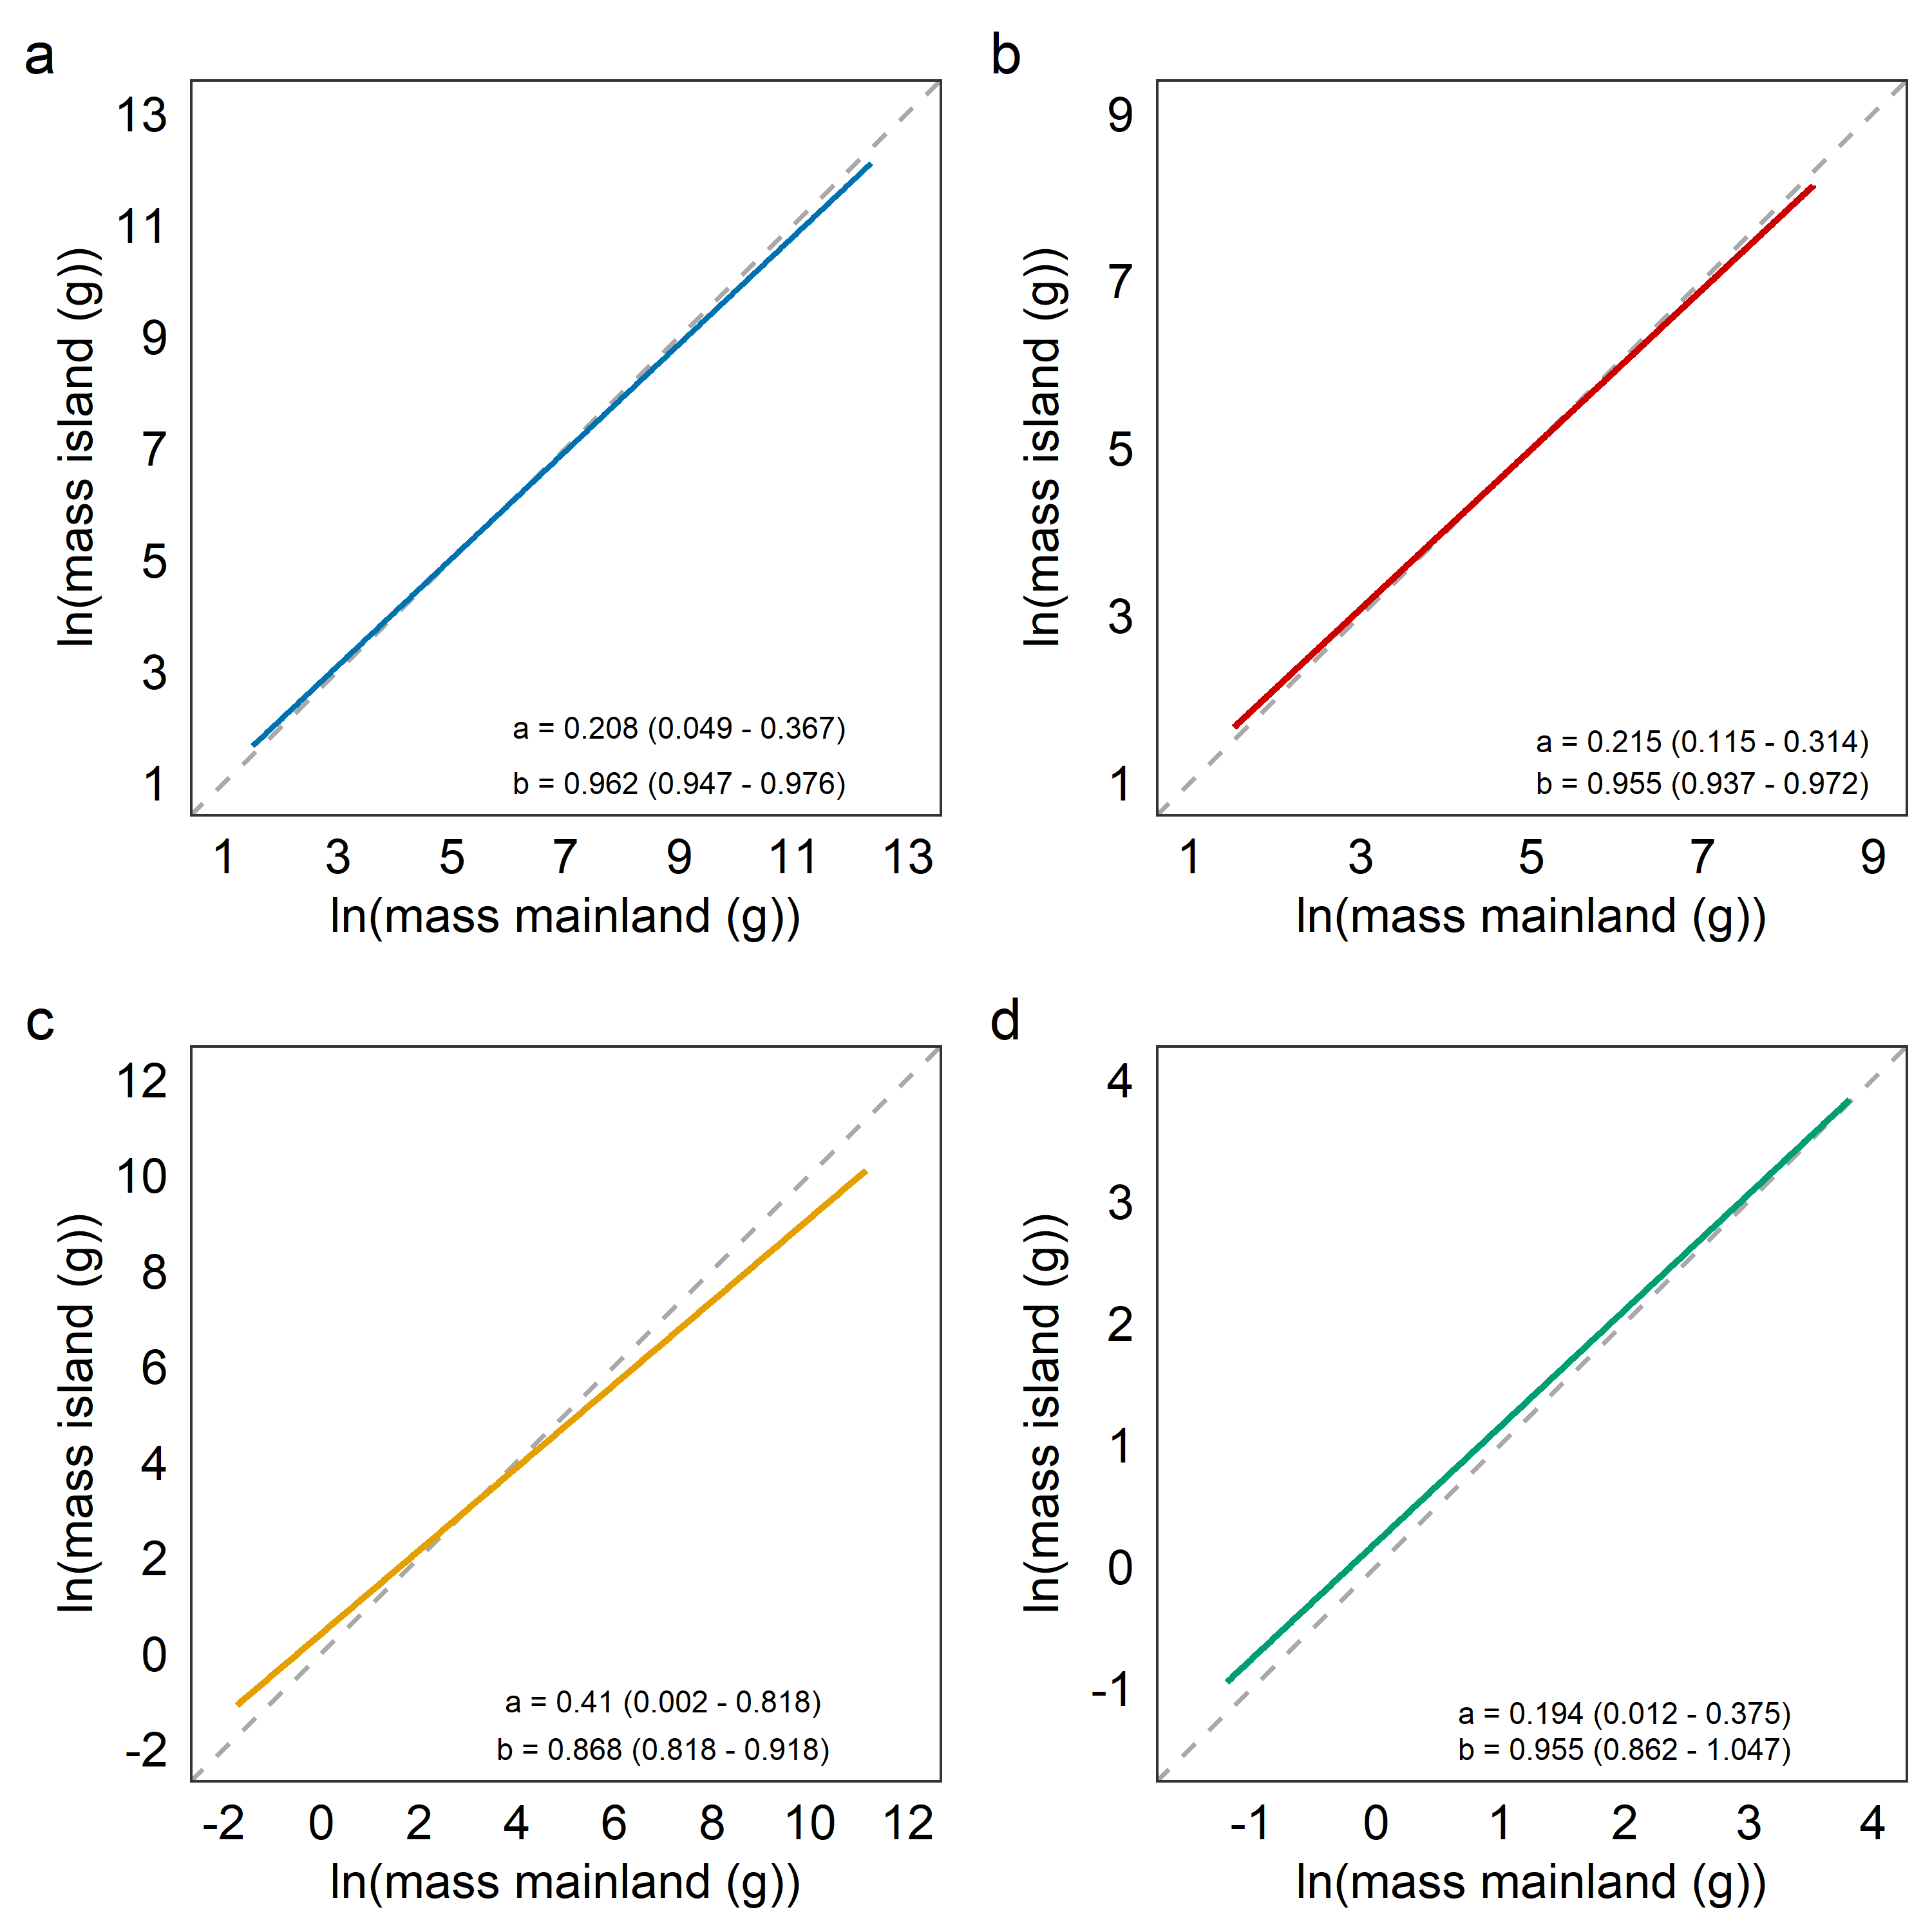 a
13
11
9
7
5
3
1
ln(mass island (g))
a = 0.208 (0.049 - 0.367)
b = 0.962 (0.947 - 0.976)
1 3 5 7 9 11 13
ln(mass mainland (g))
b
9
7
5
3
1
ln(mass island (g))
a = 0.215 (0.115 - 0.314)
b = 0.955 (0.937 - 0.972)
1 3 5 7 9
ln(mass mainland (g))
c
12
10
8
6
4
2
0
-2
ln(mass island (g))
a = 0.41 (0.002 - 0.818)
b = 0.868 (0.818 - 0.918)
-2 0 2 4 6 8 10 12
ln(mass mainland (g))
d
4
3
2
1
0
-1
ln(mass island (g))
a = 0.194 (0.012 - 0.375)
b = 0.955 (0.862 - 1.047)
-1 0 1 2 3 4
ln(mass mainland (g))